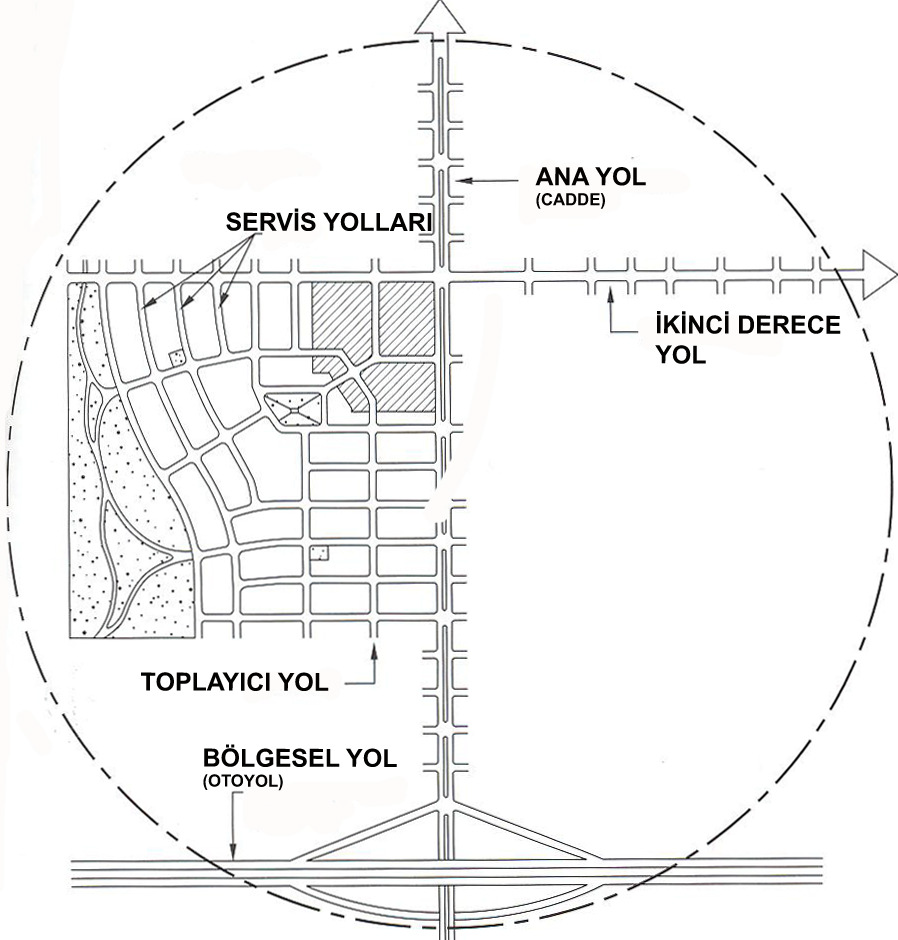 ANA YOL
(CADDE)
SERVİS YOLLARI
İKİNCİ DERECE
YOL
TOPLAYICI YOL
BÖLGESEL YOL
(OTOYOL)